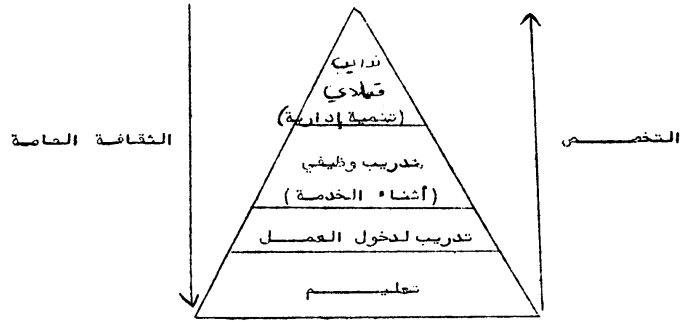 تدريب
قيادي
(تنمية إدارية)
الثقافة العامة
التخصص
تدريب وظيفي
(أثناء الخدمة)
تدريب لدخول العمل
تعليم